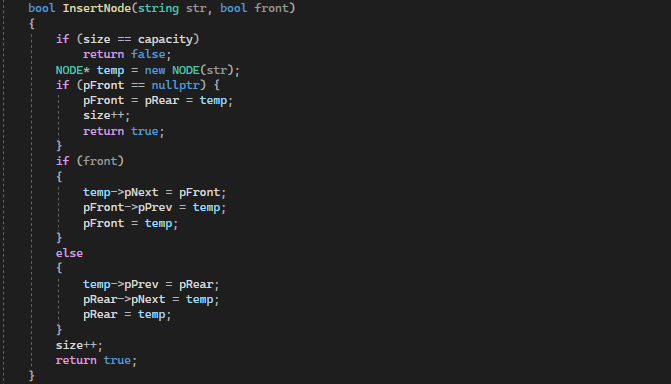 bool InsertNode(string str, bool front)
{
    if (size == capacity)
        return false;
    NODE* temp = new NODE(str);
    if (pFront == nullptr) {
        pFront = pRear = temp;
        size++;
        return true;
    }
    if (front)
    {
        temp->pNext = pFront;
        pFront->pPrev = temp;
        pFront = temp;
    }
    else
    {
        temp->pPrev = pRear;
        pRear->pNext = temp;
        pRear = temp;
    }
    size++;
    return true;
}